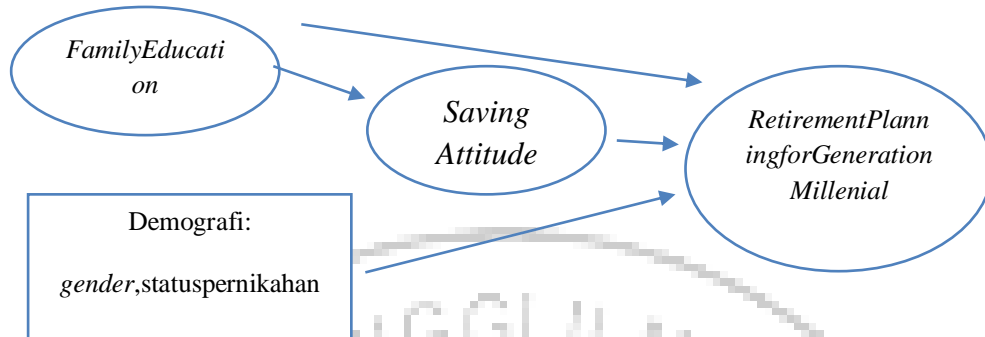 FamilyEducati
on
Saving
Attitude
RetirementPlann
ingforGeneration
Millenial
Demografi:
gender,statuspernikahan